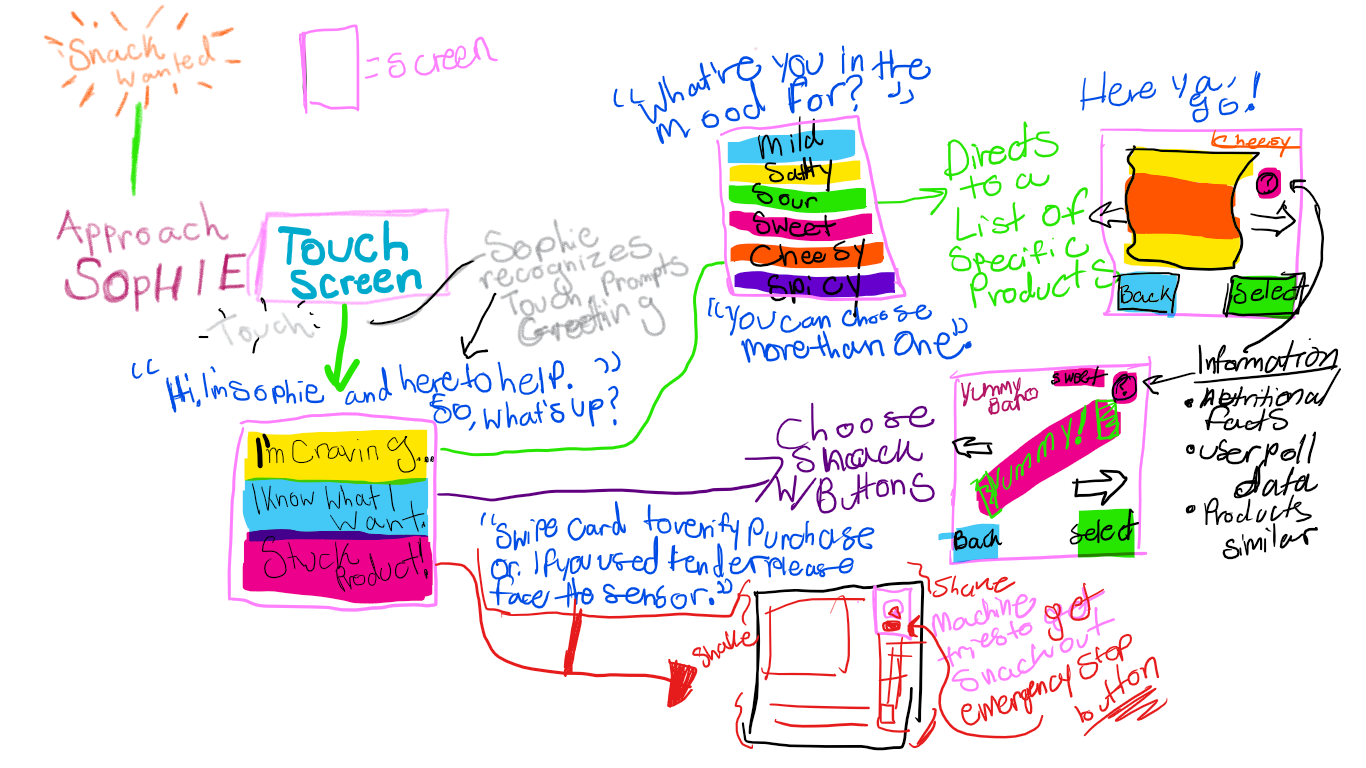 Snack
Wanted
= Screen
Approach
SOPHIE
Touch
Screen
Touch
Sophie
recognizes
Touch, Prompts
Greeting
"Hi, I'm Sophie and here to help.
So, What's up?"
I'm Craving...
I Know What I
Want.
Stuck
Product!
"What're you in the
mood for?"
Mild
Salty
Sour
Sweet
Cheesy
Spicy
"You can choose
more than one."
Directs
to a
List of
Specific
Products
Here ya
go!
Cheesy
?
Back
Select
Choose
Snack
W/
Buttons
Yummy
Sweet
?
Yummy!
Back
Select
Information
• Nutritional
facts
• user poll
data
• Products
similar
"Swipe Card to verify Purchase
or. If you used tender please
face to sensor."
Shake
Shake
Machine
tries to get
Snack out
emergency Stop
button